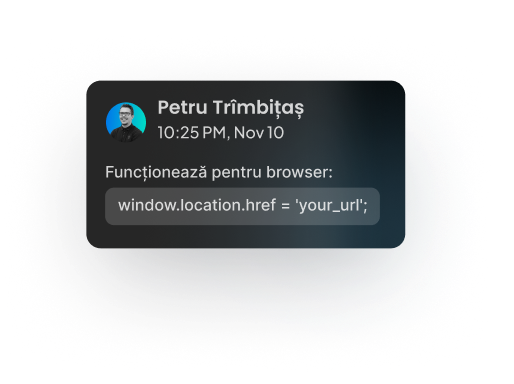 Petru Trîmbițaș
10:25 PM, Nov 10
Funcționează pentru browser:
window.location.href = 'your_url';